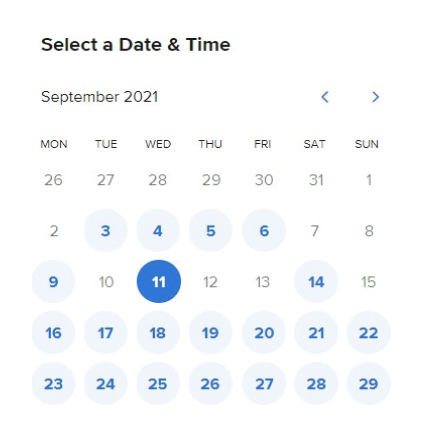 Select a Date & Time
September 2021
MON TUE WED THU FRI SAT SUN
26 27 28 29 30 31 1
2 3 4 5 6 7 8
9 10 11 12 13 14 15
16 17 18 19 20 21 22
23 24 25 26 27 28 29